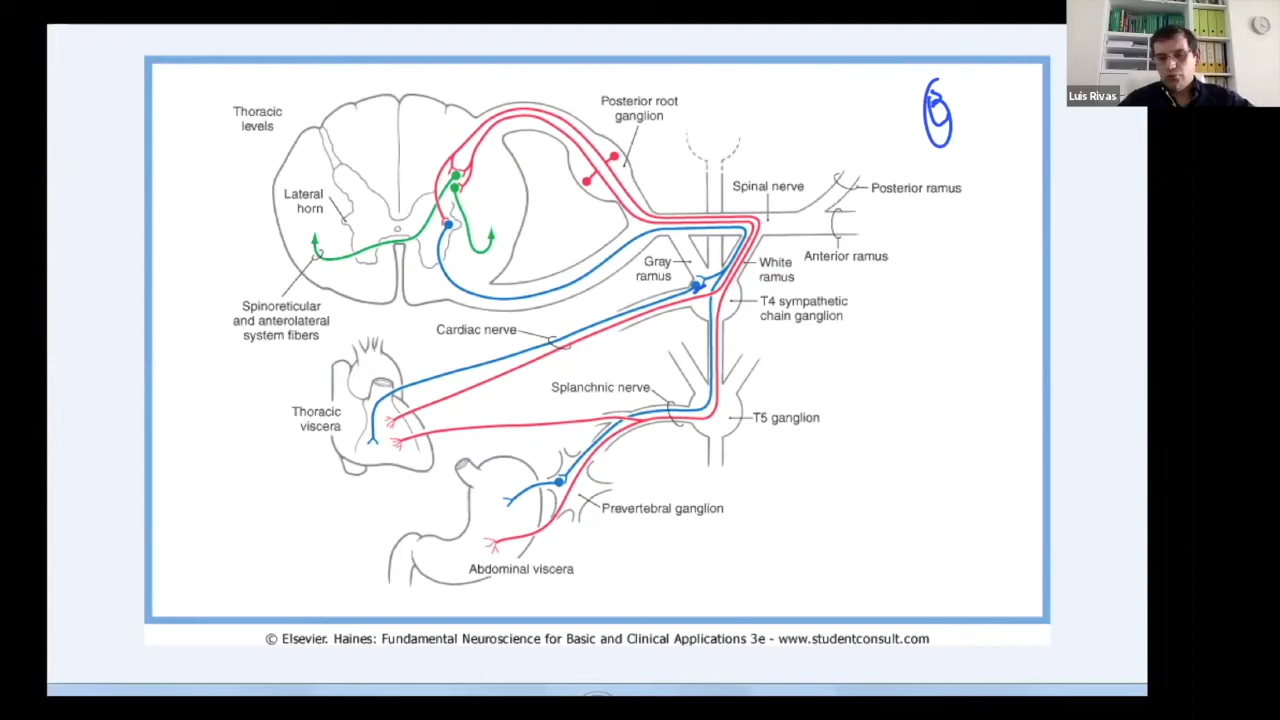 Thoracic
levels
Posterior root
ganglion
Luis Rivas
Lateral
horn
Spinal nerve
Posterior ramus
Gray
ramus
White
ramus
Anterior ramus
Spinoreticular
and anterolateral
system fibers
T4 sympathetic
chain ganglion
Cardiac nerve
Splanchnic nerve
Thoracic
viscera
T5 ganglion
Prevertebral ganglion
Abdominal viscera
© Elsevier. Haines: Fundamental Neuroscience for Basic and Clinical Applications 3e - www.studentconsult.com